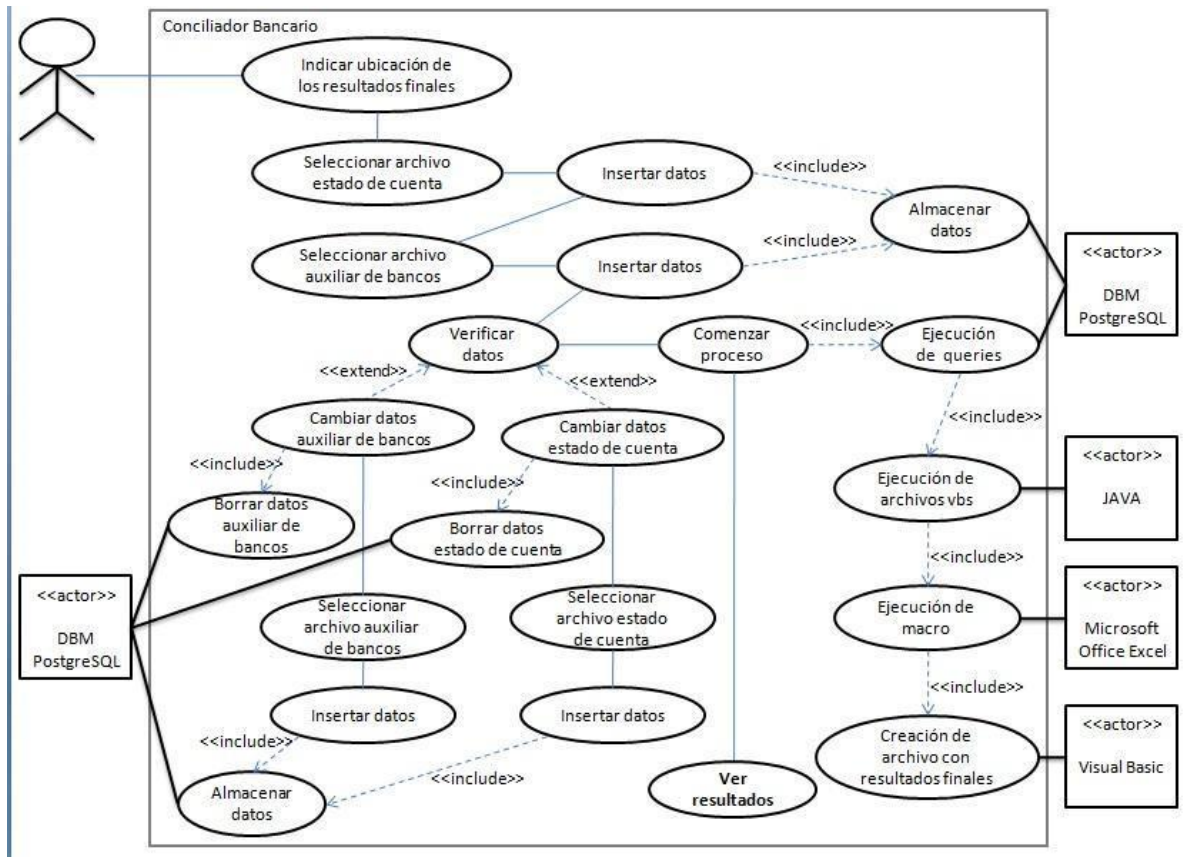 Conciliador Bancario
Indicar ubicación de
los resultados finales
Seleccionar archivo
estado de cuenta
Insertar datos
<<include>>
Almacenar
datos
Seleccionar archivo
auxiliar de bancos
Insertar datos
<<include>>
<<actor>>
DBM
PostgreSQL
Verificar
datos
Comenzar
proceso
<<include>>
Ejecución
de queries
<<extend>>
<<extend>>
Cambiar datos
auxiliar de bancos
Cambiar datos
estado de cuenta
<<include>>
<<include>>
<<include>>
Borrar datos
auxiliar de
bancos
Borrar datos
estado de cuenta
Ejecución de
archivos vbs
<<actor>>
JAVA
<<include>>
<<actor>>
DBM
PostgreSQL
Seleccionar
archivo auxiliar
de bancos
Seleccionar
archivo estado
de cuenta
Ejecución de
macro
<<actor>>
Microsoft
Office Excel
<<include>>
Insertar datos
Insertar datos
<<include>>
<<include>>
Almacenar
datos
Ver
resultados
Creación de
archivo con
resultados finales
<<actor>>
Visual Basic